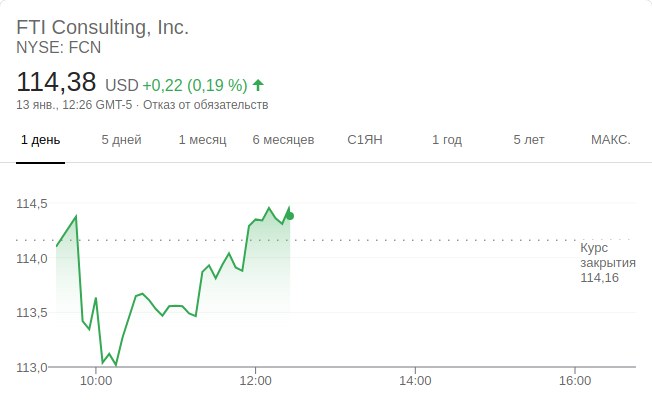 FTI Consulting, Inc.
NYSE: FCN
114,38 USD +0,22 (0,19 %)
13 янв., 12:26 GMT-5 · Отказ от обязательств
1 день 5 дней 1 месяц 6 месяцев С1ЯН 1 год 5 лет МАКС.
114,5
Курс
114,0 закрытия
114,16
113,5
113,0
10:00 12:00 14:00 16:00